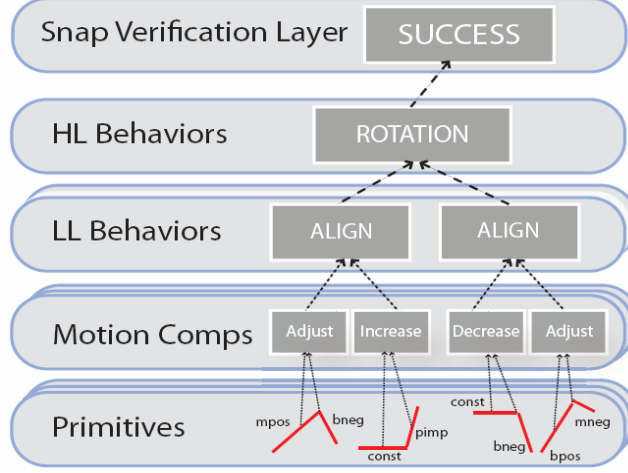 Snap Verification Layer SUCCESS
HL Behaviors ROTATION
LL Behaviors ALIGN ALIGN
Motion Comps Adjust Increase Decrease Adjust
Primitives mpos bneg const pimp const bneg bpos mneg